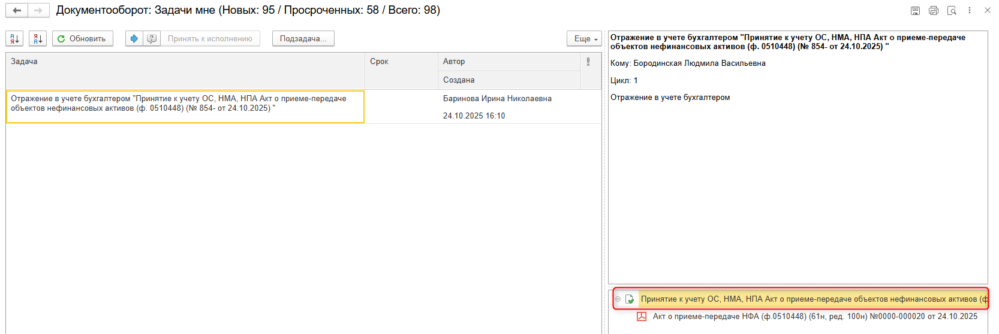 Документооборот: Задачи мне (Новых: 95 / Просроченных: 58 / Всего: 98)
А Я
Я А
Обновить
Принять к исполнению
Подзадача...
Еще
Задача
Срок
Автор
Создана
Отражение в учете бухгалтером "Принятие к учету ОС, НМА, НПА Акт о приеме-передаче
объектов нефинансовых активов (ф. 0510448) (№ 854- от 24.10.2025) "
Баринова Ирина Николаевна
24.10.2025 16:10
Отражение в учете бухгалтером "Принятие к учету ОС, НМА, НПА Акт о приеме-передаче
объектов нефинансовых активов (ф. 0510448) (№ 854- от 24.10.2025) "
Кому: Бородинская Людмила Васильевна
Цикл: 1
Отражение в учете бухгалтером
Принятие к учету ОС, НМА, НПА Акт о приеме-передаче объектов нефинансовых активов (ф
Акт о приеме-передаче НФА (ф.0510448) (61н, ред. 100н) №0000-000020 от 24.10.2025